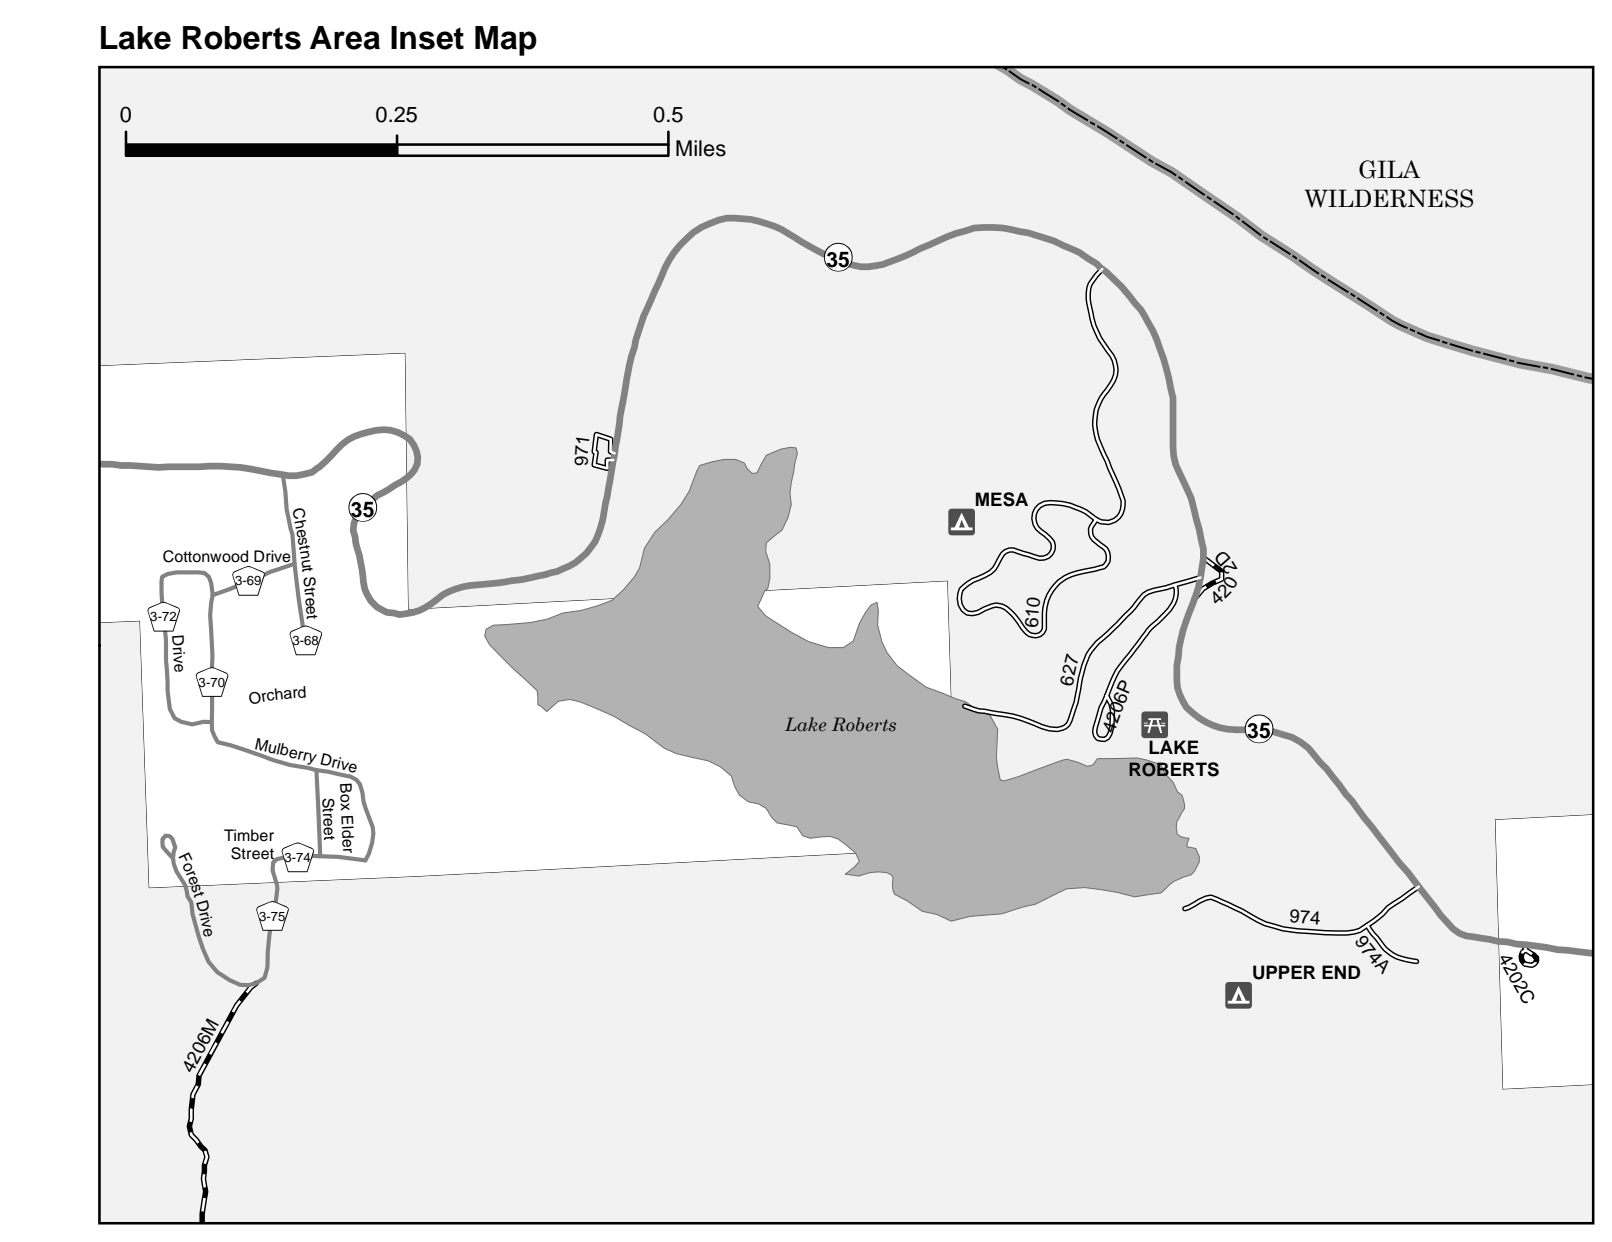 Lake Roberts Area Inset Map
0 0.25 0.5
Miles
GILA
WILDERNESS
35
971
MESA
35
Chestnut Street
Cottonwood Drive
3-69
3-72
Drive
3-68
3-70
Orchard
610
420
2D
627
4206P
Lake Roberts
35
LAKE
ROBERTS
Mulberry Drive
Box Elder
Street
Timber
Street
3-74
Forest Drive
3-75
974
974A
UPPER END
4202C
4206M